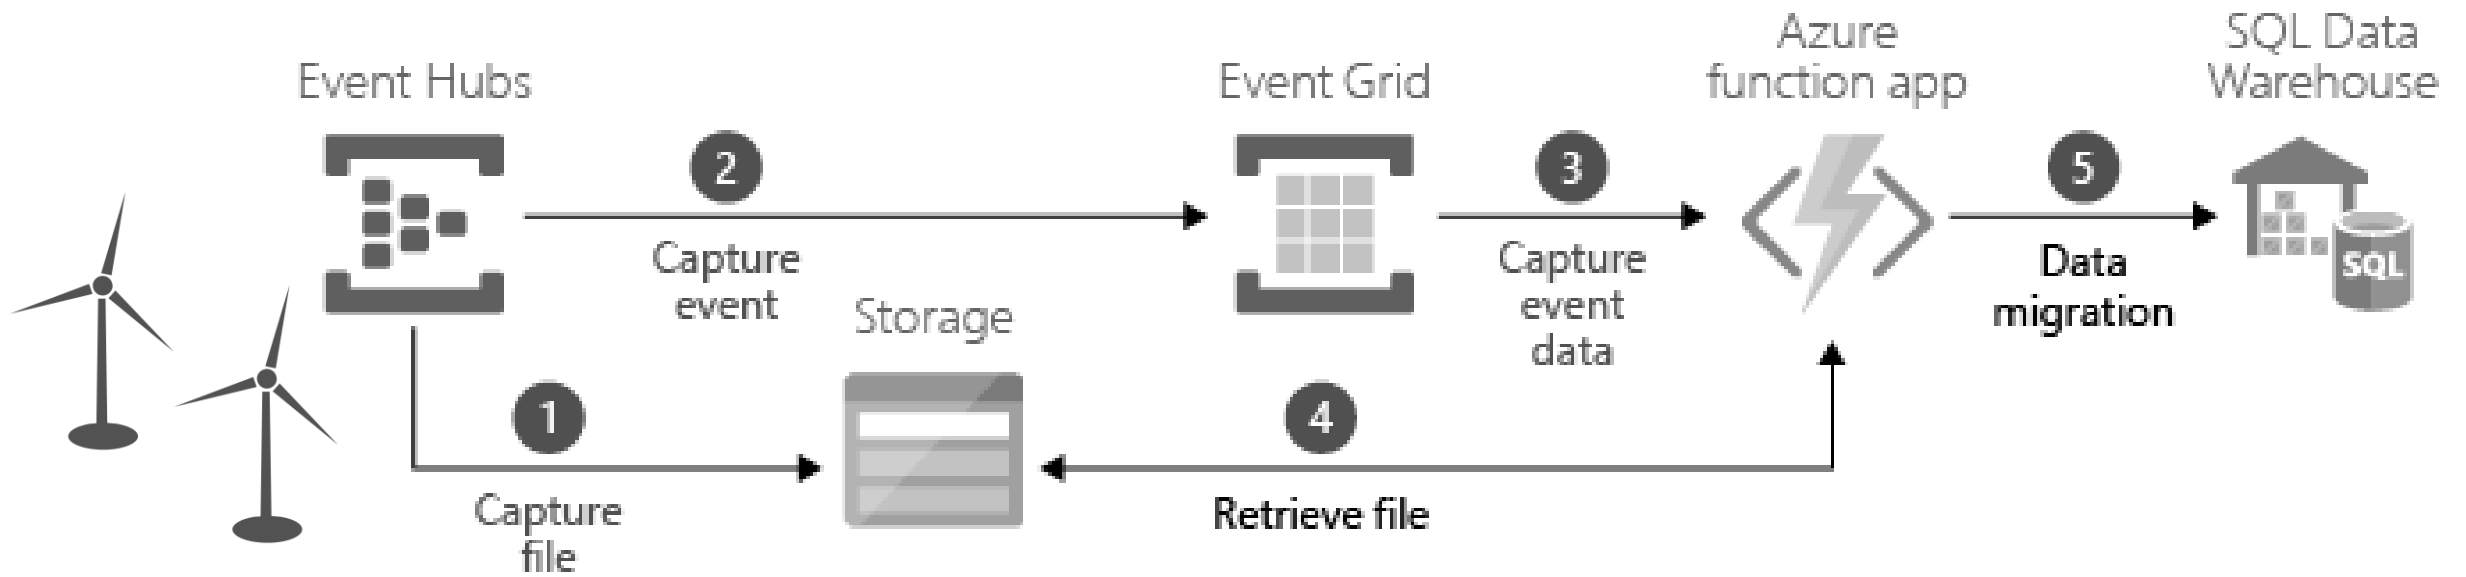 Event Hubs
2
Capture
event
1
Capture
file
Storage
Event Grid
3
Capture
event
data
4
Retrieve file
Azure
function app
5
Data
migration
SQL Data
Warehouse
SQL